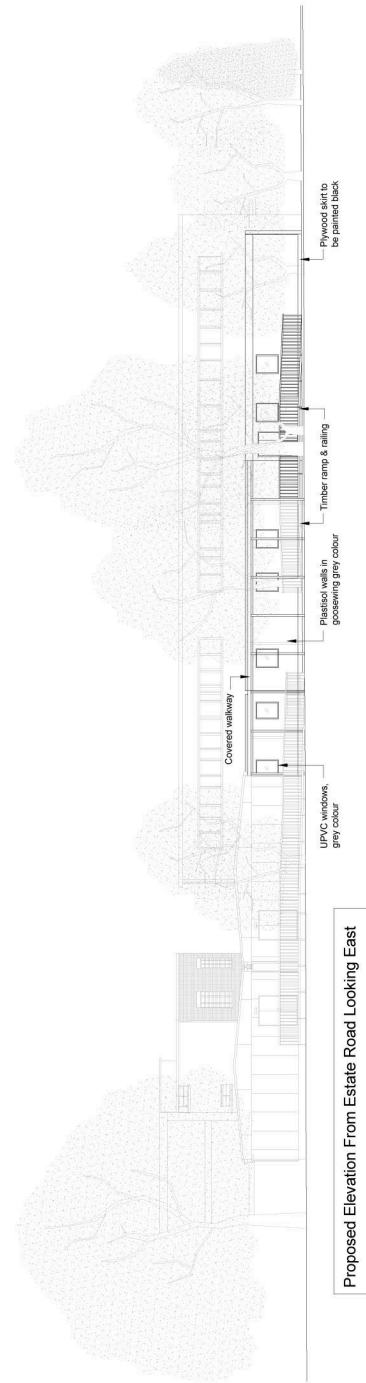 Covered walkway
UPVC windows,
grey colour
Plastisol walls in
goosewing grey colour
Timber ramp & railing
Plywood skirt to
be painted black
Proposed Elevation From Estate Road Looking East